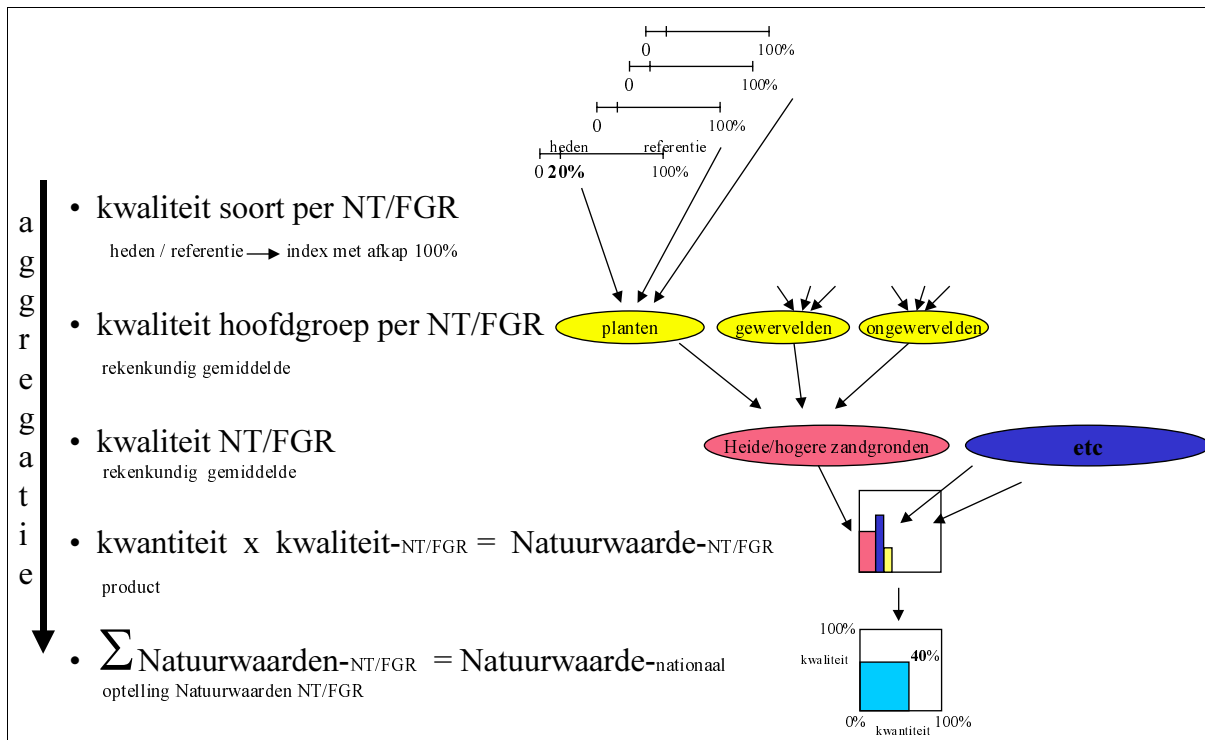 0 100%
0 100%
0 100%
heden referentie
0 20% 100%
aggregatie
• kwaliteit soort per NT/FGR
heden / referentie → index met afkap 100%
• kwaliteit hoofdgroep per NT/FGR
rekenkundig gemiddelde
planten gewervelden ongewervelden
• kwaliteit NT/FGR
rekenkundig gemiddelde
Heide/hogere zandgronden etc
• kwantiteit x kwaliteit-NT/FGR = Natuurwaarde-NT/FGR
product
• ∑ Natuurwaarden-NT/FGR = Natuurwaarde-nationaal
optelling Natuurwaarden NT/FGR
100%
kwaliteit 40%
0% 100%
kwantiteit